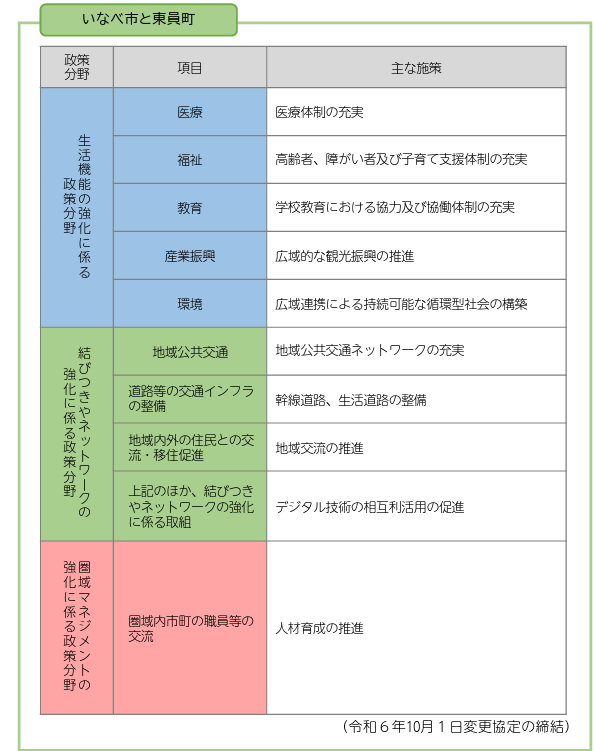 いなべ市と東員町
政策
分野
項目
主な施策
生活機能の強化に係る
政策分野
医療
医療体制の充実
福祉
高齢者、障がい者及び子育て支援体制の充実
教育
学校教育における協力及び協働体制の充実
産業振興
広域的な観光振興の推進
環境
広域連携による持続可能な循環型社会の構築
結びつきやネットワークの
強化に係る政策分野
地域公共交通
地域公共交通ネットワークの充実
道路等の交通インフラ
の整備
幹線道路、生活道路の整備
地域内外の住民との交
流・移住促進
地域交流の推進
上記のほか、結びつき
やネットワークの強化
に係る取組
デジタル技術の相互利活用の促進
圏域マネジメントの
強化に係る政策分野
圏域内市町の職員等の
交流
人材育成の推進
（令和６年10月１日変更協定の締結）